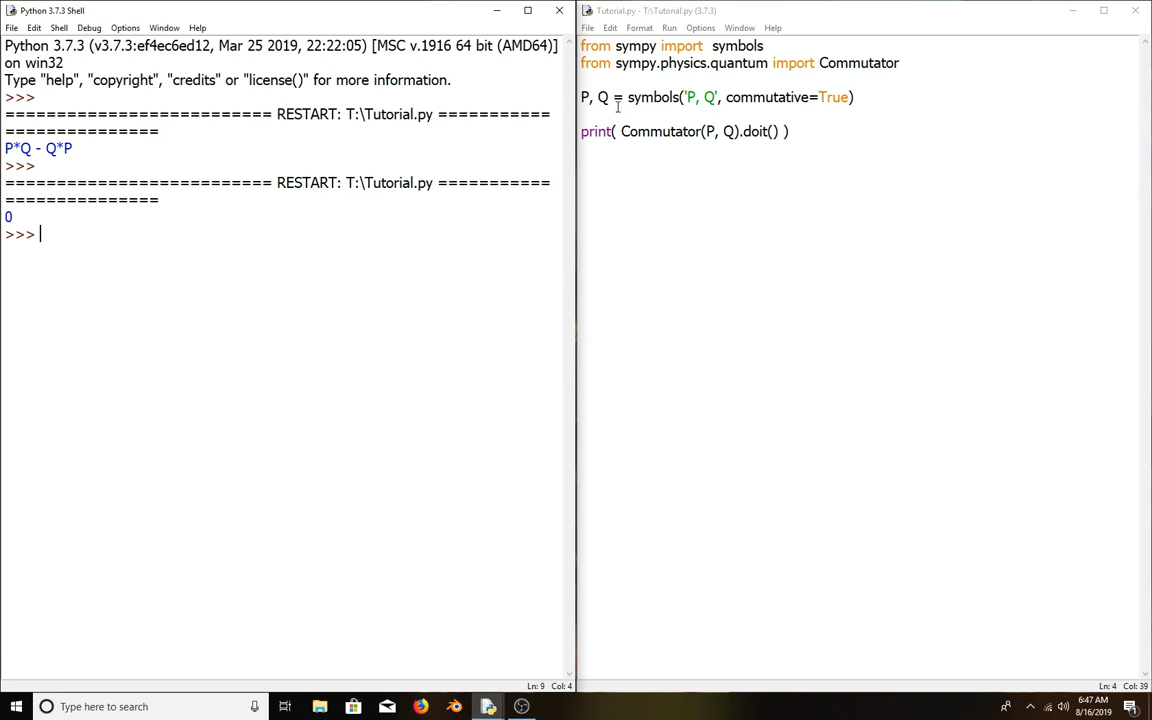 Python 3.7.3 Shell
File Edit Shell Debug Options Window Help
Python 3.7.3 (v3.7.3:ef4ec6ed12, Mar 25 2019, 22:22:05) [MSC v.1916 64 bit (AMD64)]
on win32
Type "help", "copyright", "credits" or "license()" for more information.
>>>
========================== RESTART: T:\Tutorial.py ===========
===============
P*Q - Q*P
>>>
========================== RESTART: T:\Tutorial.py ===========
===============
0
>>>
Ln: 9 Col: 4
Tutorial.py - T:\Tutorial.py (3.7.3)
File Edit Format Run Options Window Help
from sympy import  symbols
from sympy.physics.quantum import Commutator
P, Q = symbols('P, Q', commutative=True)
print( Commutator(P, Q).doit() )
Ln: 4 Col: 39
Type here to search
6:47 AM
8/16/2019
1